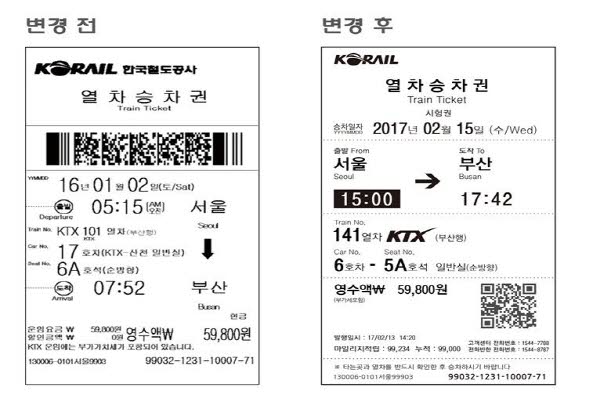 변경 전
KORAIL 한국철도공사
열 차 승 차 권
Train Ticket
YYMMDD
16년 01월 02일(토/Sat)
출발 05:15 (AM/오전) 서울
Departure Seoul
Train No. KTX 101 열차(부산행)
KTX
Car No. 17 호차(KTX-산천 일반실)
Seat No. 6A 호석(순방향)
도착 07:52 부산
Arrival Busan
현금
운임요금 ₩ 59,800원 영수액₩ 59,800원
할인금액 ₩ 0원
KTX 운임에는 부가가치세가 포함되어 있습니다.
130006-0101서울9903 99032-1231-10007-71
변경 후
KORAIL
열 차 승 차 권
Train Ticket
시험권
승차일자 2017년 02월 15일 (수/Wed)
YYYYMMDD
출발 From 도착 To
서울 → 부산
Seoul Busan
15:00 17:42
Train No.
141열차 KTX (부산행)
Car No. Seat No.
6호차 - 5A호석 일반실(순방향)
영수액₩ 59,800원
(부가세포함)
발행일시 : 17/02/13 14:20
고객센터 전화번호 : 1544-7788
마일리지적립 : 99,234 누적 : 99,000
전화반환 전화번호 : 1544-8787
※ 타는곳과 열차를 반드시 확인한 후 승차하시기 바랍니다
130006-0101서울99903 99032-1231-10007-71